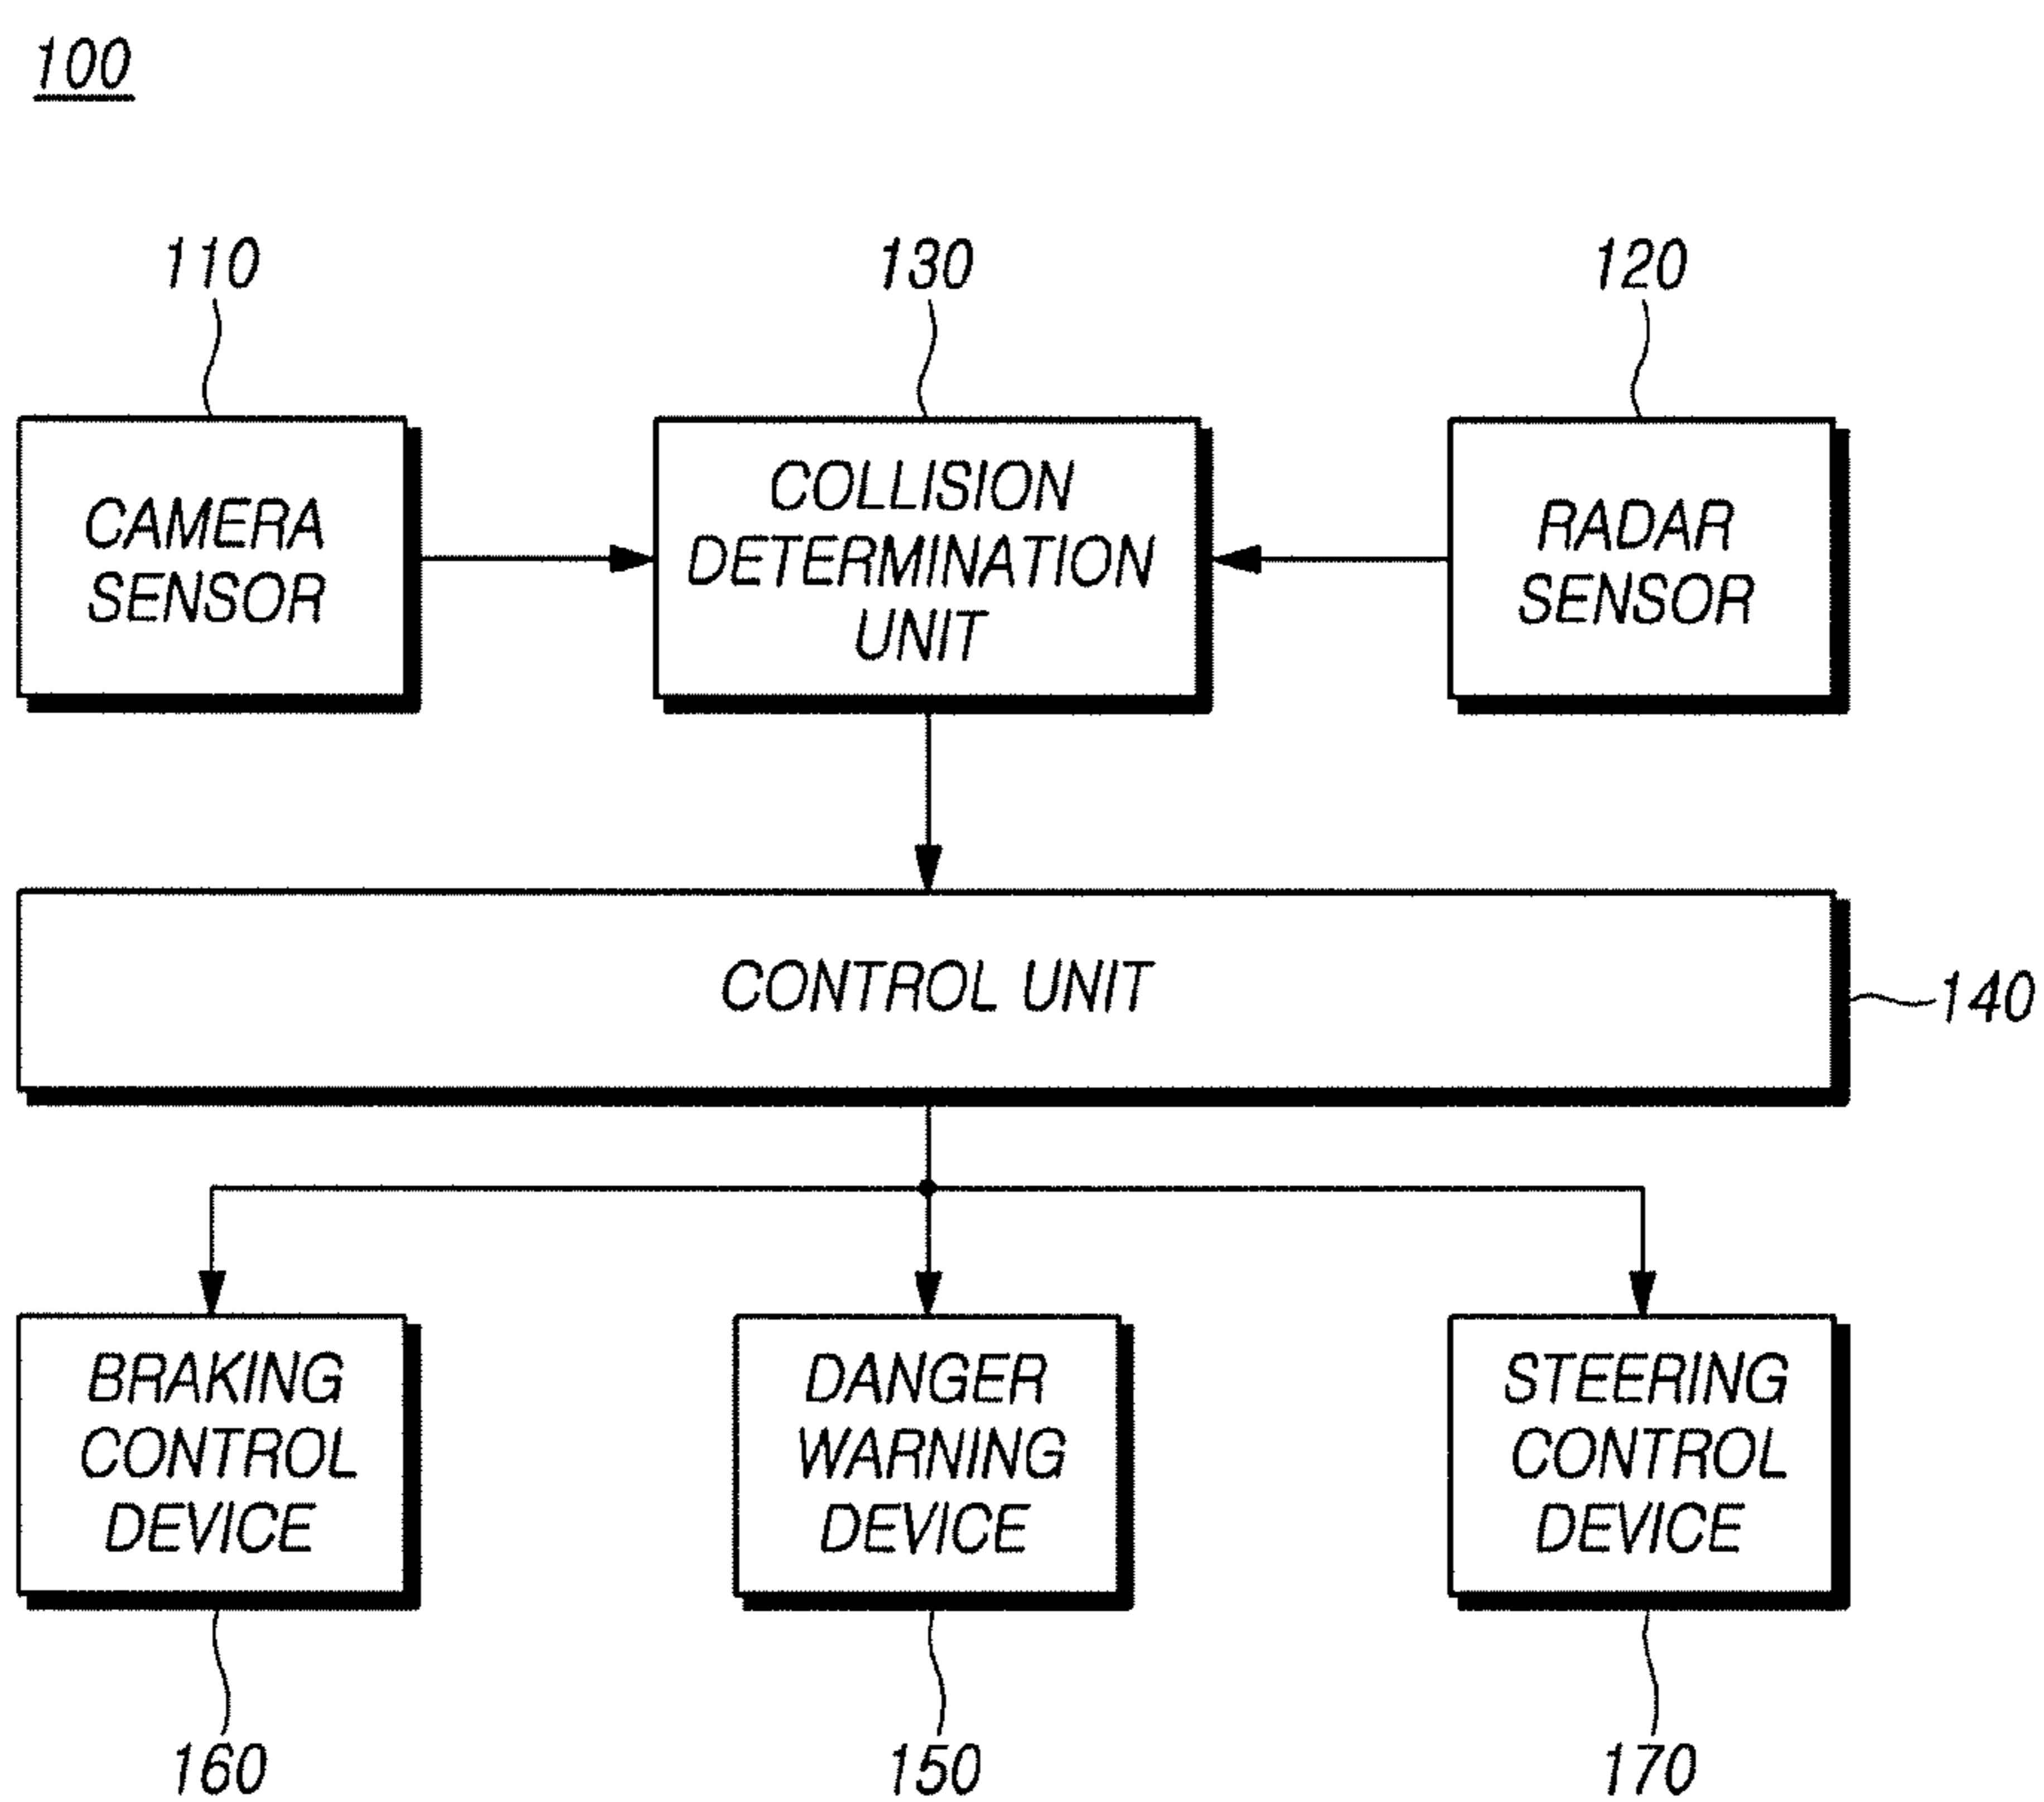 100
110
130
120
CAMERA
SENSOR
COLLISION
DETERMINATION
UNIT
RADAR
SENSOR
CONTROL UNIT
140
BRAKING
CONTROL
DEVICE
DANGER
WARNING
DEVICE
STEERING
CONTROL
DEVICE
160
150
170